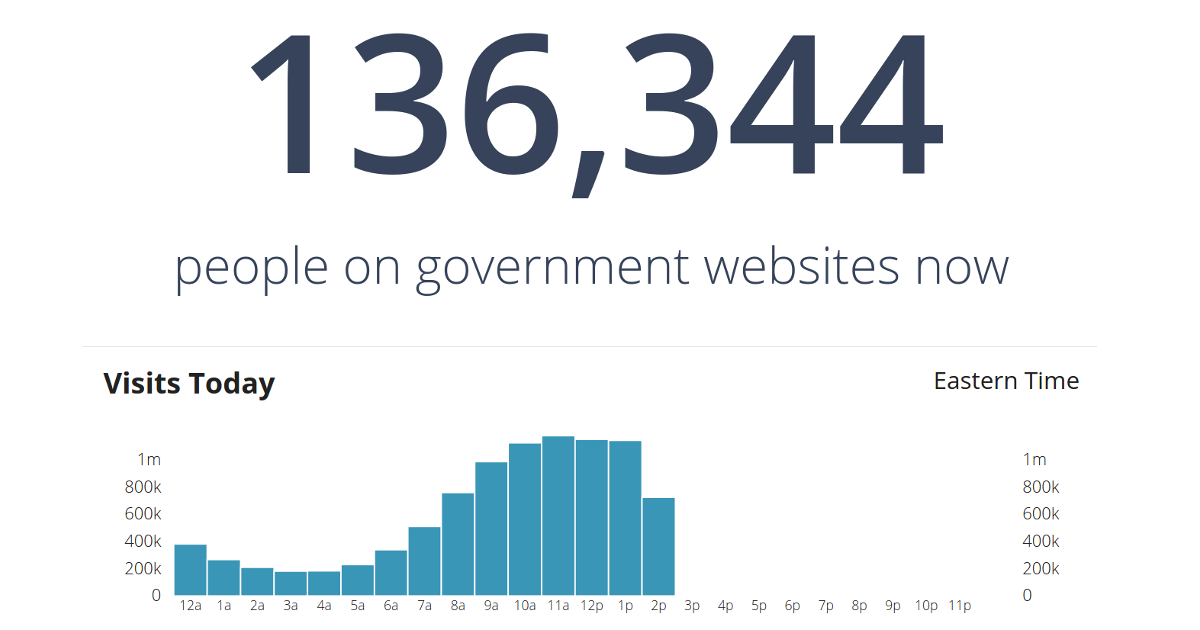 136,344
people on government websites now
Visits Today Eastern Time
1m 1m
800k 800k
600k 600k
400k 400k
200k 200k
0 0
12a 1a 2a 3a 4a 5a 6a 7a 8a 9a 10a 11a 12p 1p 2p 3p 4p 5p 6p 7p 8p 9p 10p 11p